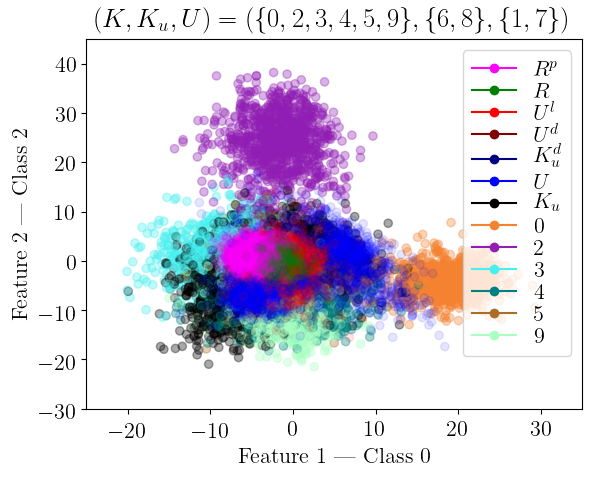 (K, K_u, U) = ({0, 2, 3, 4, 5, 9}, {6, 8}, {1, 7})
40
30
20
10
0
−10
−20
−30
Feature 2 — Class 2
R^p
R
U^l
U^d
K_u^d
U
K_u
0
2
3
4
5
9
−20 −10 0 10 20 30
Feature 1 — Class 0